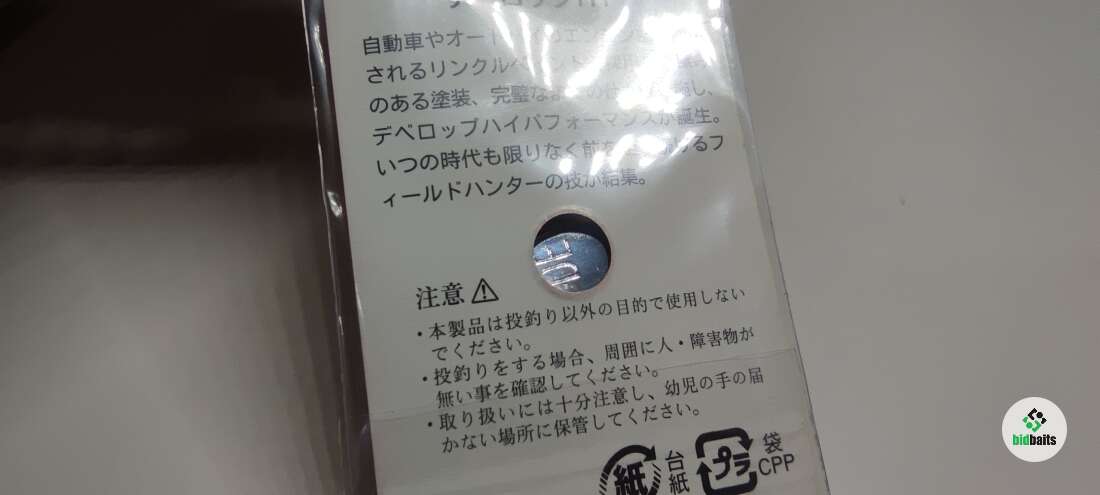 自動車やオー
されるリンクル
のある塗装、完璧な し、
デベロップハイパフォーマンスが誕生。
いつの時代も限りなく前を けるフ
ィールドハンターの技が結集。
注意
・本製品は投釣り以外の目的で使用しない
でください。
・投釣りをする場合、周囲に人・障害物が
無い事を確認してください。
・取り扱いには十分注意し、幼児の手の届
かない場所に保管してください。
紙 台紙
プラ 袋 CPP
bidbaits